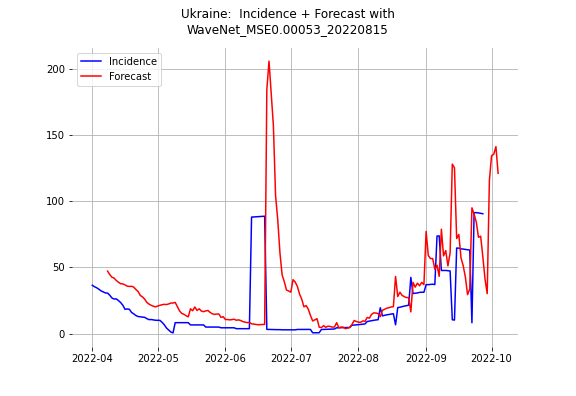 Ukraine:  Incidence + Forecast with
WaveNet_MSE0.00053_20220815
Incidence
Forecast
200
150
100
50
0
2022-04 2022-05 2022-06 2022-07 2022-08 2022-09 2022-10